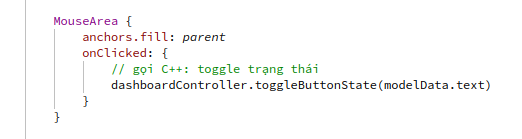 MouseArea {
anchors.fill: parent
onClicked: {
// gọi C++: toggle trạng thái
dashboardController.toggleButtonState(modelData.text)
}
}